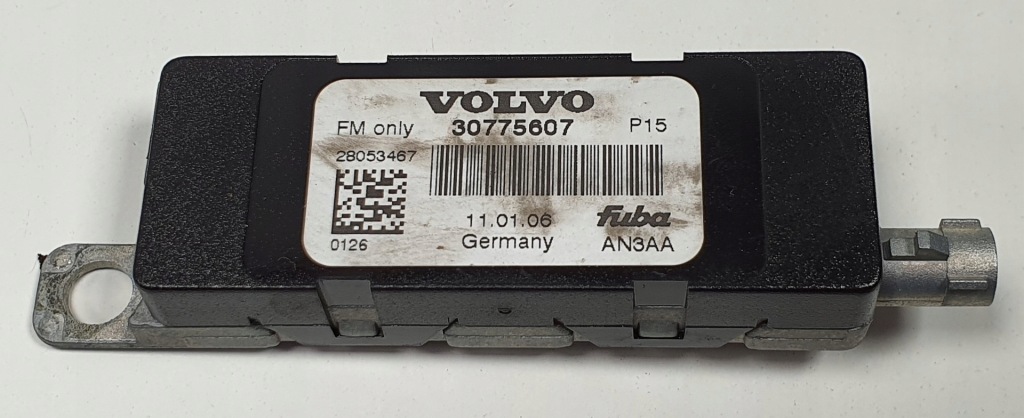 VOLVO
FM only 30775607 P15
28053467
11.01.06 fuba
0126 Germany AN3AA